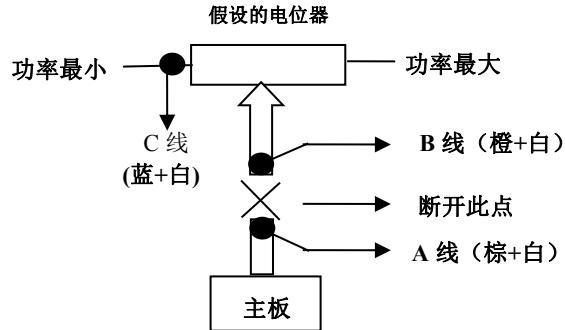 假设的电位器
功率最小
功率最大
C 线
(蓝+白)
B 线（橙+白）
断开此点
A 线（棕+白）
主板